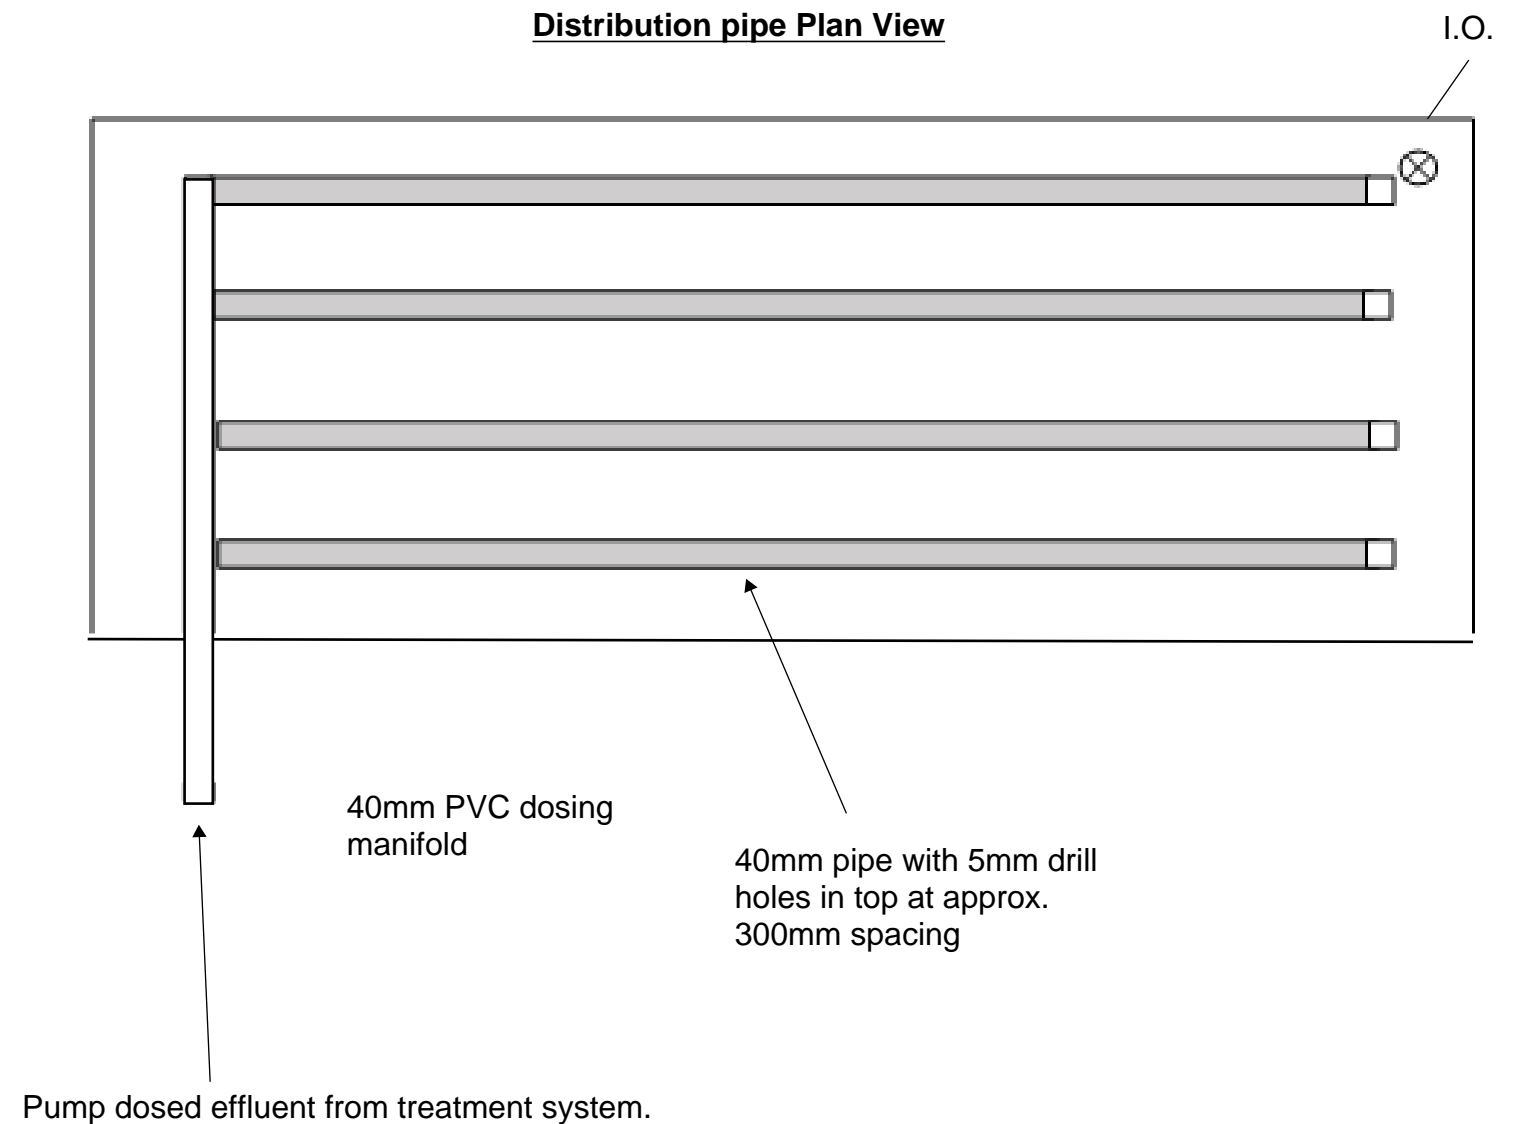 Distribution pipe Plan View
I.O.
40mm PVC dosing
manifold
40mm pipe with 5mm drill
holes in top at approx.
300mm spacing
Pump dosed effluent from treatment system.